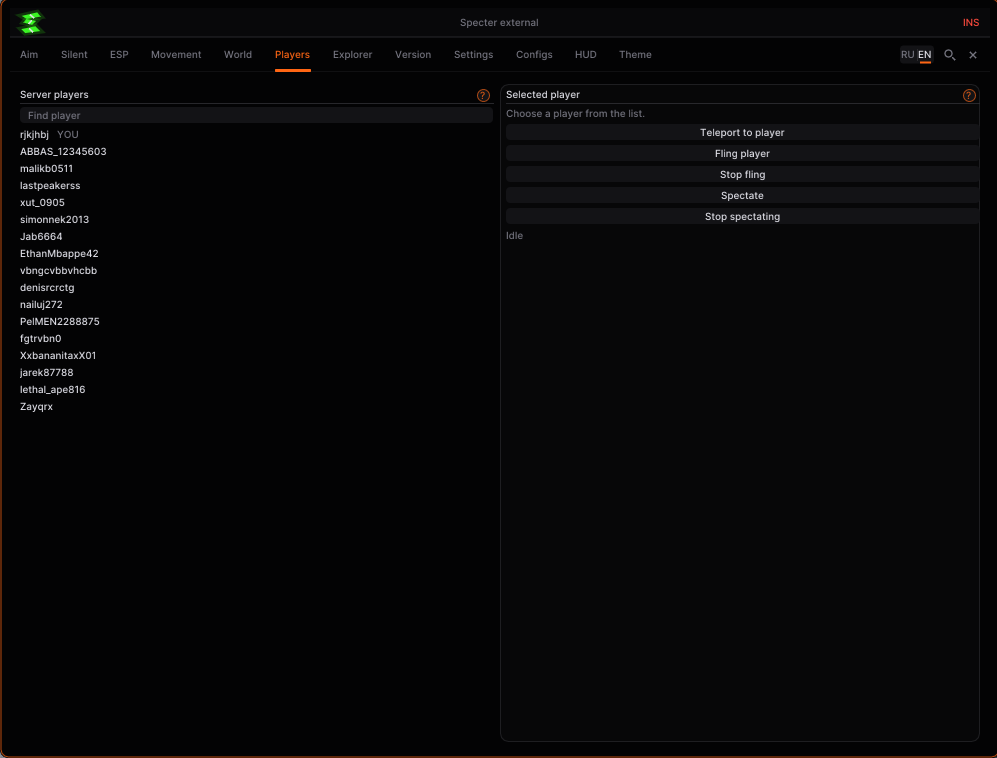 Specter external
INS
Aim Silent ESP Movement World Players Explorer Version Settings Configs HUD Theme RU EN
Server players
?
Find player
rjkjhbj YOU
ABBAS_12345603
malikb0511
lastpeakerss
xut_0905
simonnek2013
Jab6664
EthanMbappe42
vbngcvbbvhcbb
denisrcrctg
nailuj272
PelMEN2288875
fgtrvbn0
XxbananitaxX01
jarek87788
lethal_ape816
Zayqrx
Selected player
?
Choose a player from the list.
Teleport to player
Fling player
Stop fling
Spectate
Stop spectating
Idle